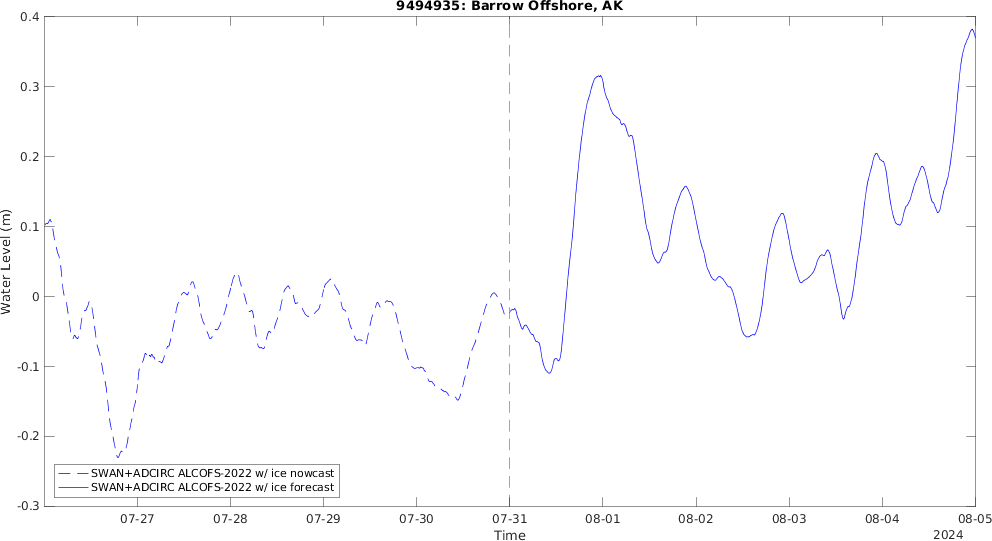 9494935: Barrow Offshore, AK
0.4
0.3
0.2
0.1
0
-0.1
-0.2
-0.3
Water Level (m)
SWAN+ADCIRC ALCOFS-2022 w/ ice nowcast
SWAN+ADCIRC ALCOFS-2022 w/ ice forecast
07-27 07-28 07-29 07-30 07-31 08-01 08-02 08-03 08-04 08-05
Time
2024